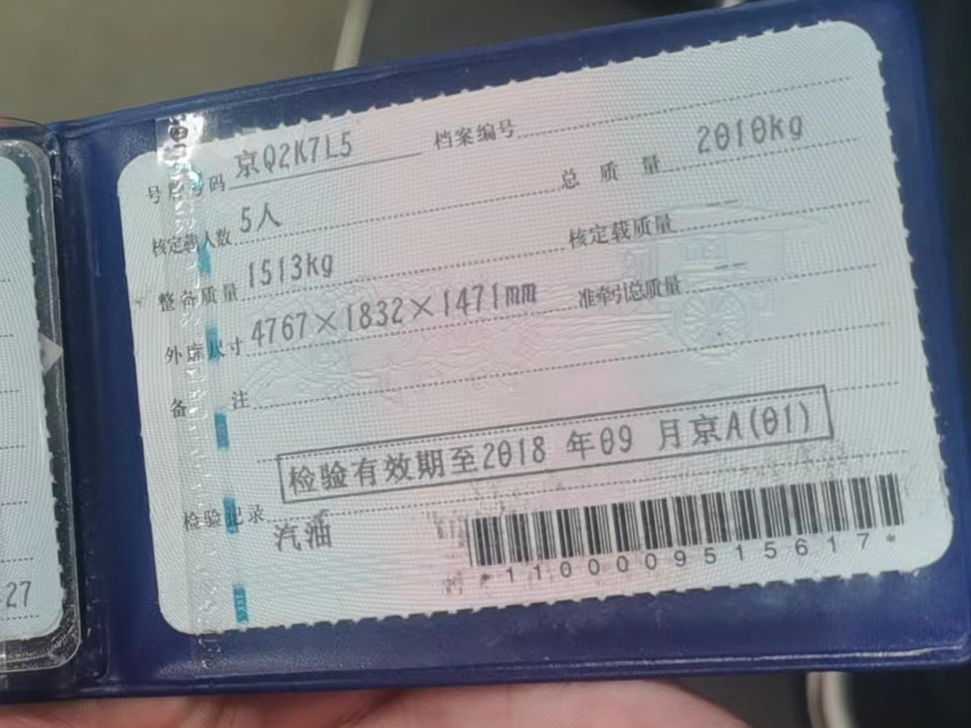 号牌号码 京Q2K7L5 档案编号
核定载人数 5人 总质量 2010kg
整备质量 1513kg 核定载质量 --
外廓尺寸 4767×1832×1471mm 准牵引总质量 --
备注
检验有效期至2018 年09 月京A(01)
检验记录
汽油
*1100009515617*
-27